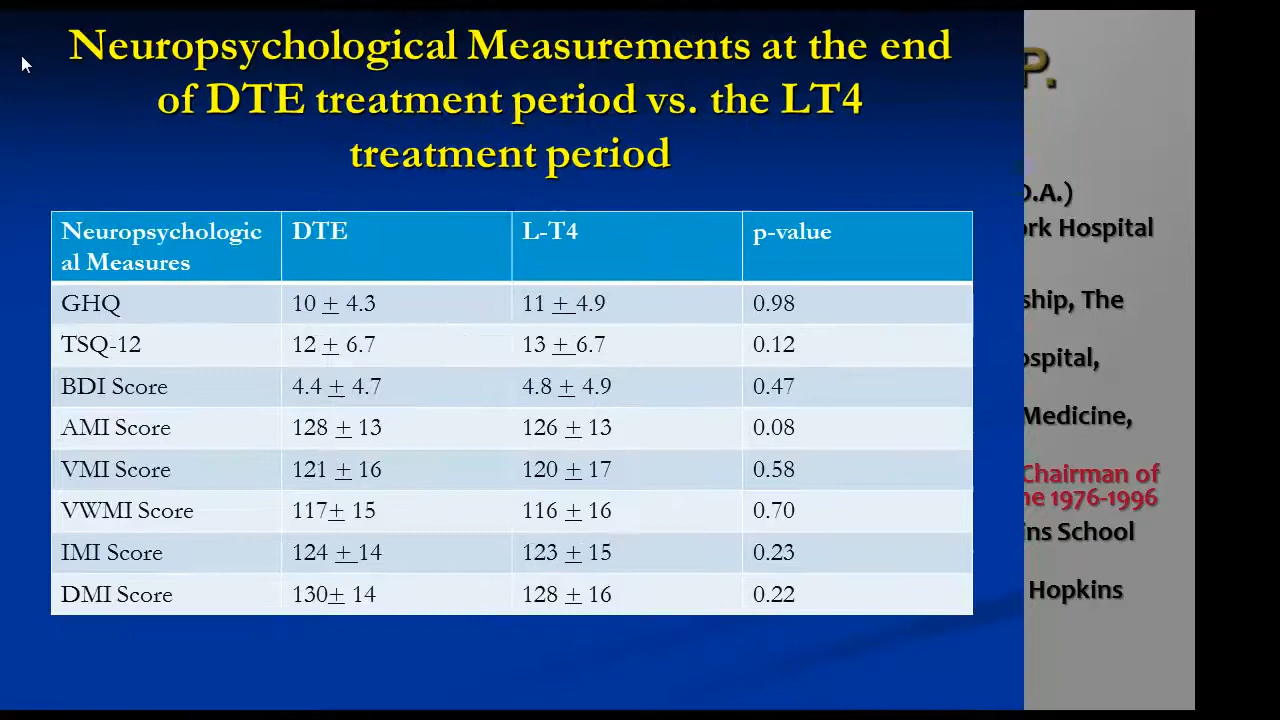 Neuropsychological Measurements at the end
of DTE treatment period vs. the LT4
treatment period
Neuropsychologic
al Measures DTE L-T4 p-value
GHQ 10 + 4.3 11 + 4.9 0.98
TSQ-12 12 + 6.7 13 + 6.7 0.12
BDI Score 4.4 + 4.7 4.8 + 4.9 0.47
AMI Score 128 + 13 126 + 13 0.08
VMI Score 121 + 16 120 + 17 0.58
VWMI Score 117+ 15 116 + 16 0.70
IMI Score 124 + 14 123 + 15 0.23
DMI Score 130+ 14 128 + 16 0.22
P.
O.A.)
ork Hospital
ship, The
ospital,
Medicine,
Chairman of
ne 1976-1996
ins School
Hopkins